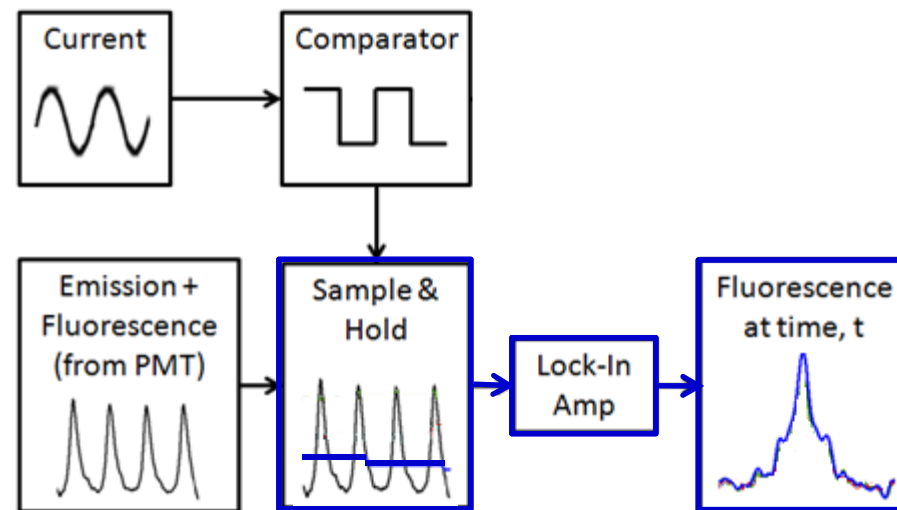 Current
Comparator
Emission +
Fluorescence
(from PMT)
Sample &
Hold
Lock-In
Amp
Fluorescence
at time, t